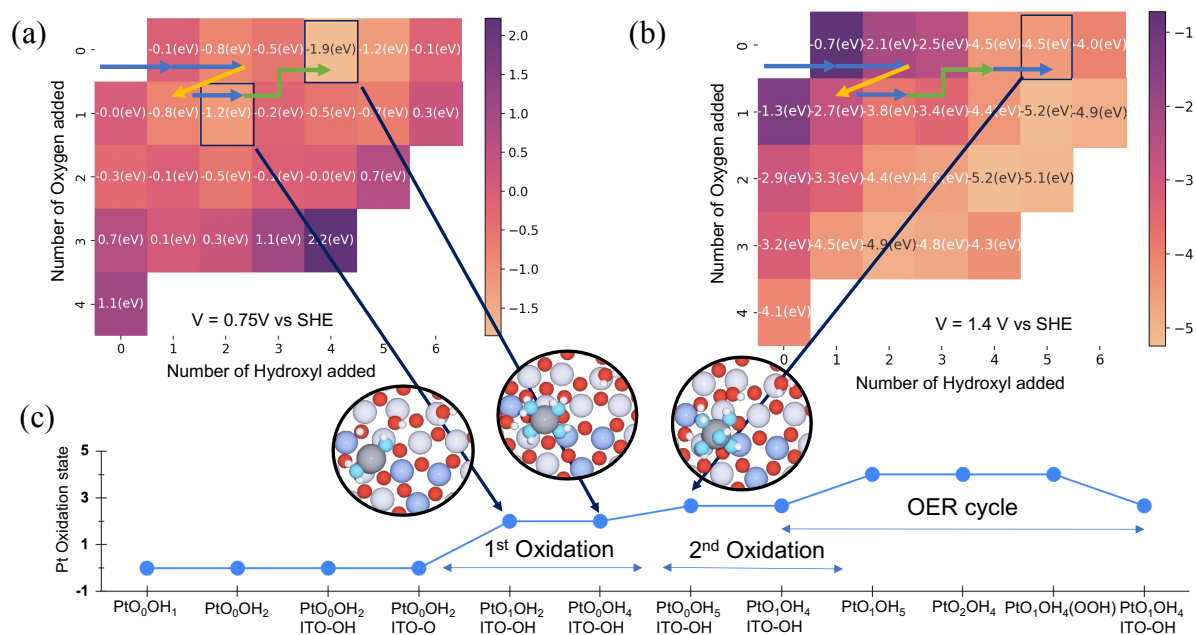 (a)
Number of Oxygen added
0
1
2
3
4
-0.1(eV) -0.8(eV) -0.5(eV) -1.9(eV) -1.2(eV) -0.1(eV)
-0.0(eV) -0.8(eV) -1.2(eV) -0.2(eV) -0.5(eV) -0.7(eV) 0.3(eV)
-0.3(eV) -0.1(eV) -0.5(eV) -0.0(eV) 0.7(eV)
0.7(eV) 0.1(eV) 0.3(eV) 1.1(eV) 2.2(eV)
1.1(eV)
V = 0.75V vs SHE
0 1 2 3 4 5 6
Number of Hydroxyl added
2.0
1.5
1.0
0.5
0.0
−0.5
−1.0
−1.5
(b)
Number of Oxygen added
0
1
2
3
4
-0.7(eV) -2.1(eV) -2.5(eV) -4.5(eV) -4.5(eV) -4.0(eV)
-1.3(eV) -2.7(eV) -3.8(eV) -3.4(eV) -4.4(eV) -5.2(eV) -4.9(eV)
-2.9(eV) -3.3(eV) -4.4(eV) -4.6(eV) -5.2(eV) -5.1(eV)
-3.2(eV) -4.5(eV) -4.9(eV) -4.8(eV) -4.3(eV)
-4.1(eV)
V = 1.4 V vs SHE
0 1 2 3 4 5 6
Number of Hydroxyl added
−1
−2
−3
−4
−5
(c)
Pt Oxidation state
5
3
1
-1
1st Oxidation
2nd Oxidation
OER cycle
PtO₀OH₁
PtO₀OH₂
PtO₀OH₂
ITO-OH
PtO₀OH₂
ITO-O
PtO₁OH₂
ITO-OH
PtO₀OH₄
ITO-OH
PtO₀OH₅
ITO-OH
PtO₁OH₄
ITO-OH
PtO₁OH₅
PtO₂OH₄
PtO₁OH₄(OOH)
PtO₁OH₄
ITO-OH